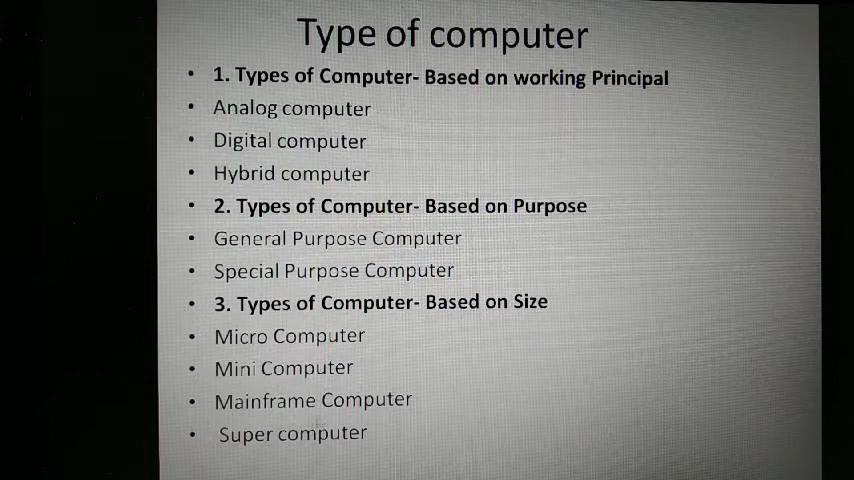 Type of computer
• 1. Types of Computer- Based on working Principal
• Analog computer
• Digital computer
• Hybrid computer
• 2. Types of Computer- Based on Purpose
• General Purpose Computer
• Special Purpose Computer
• 3. Types of Computer- Based on Size
• Micro Computer
• Mini Computer
• Mainframe Computer
• Super computer